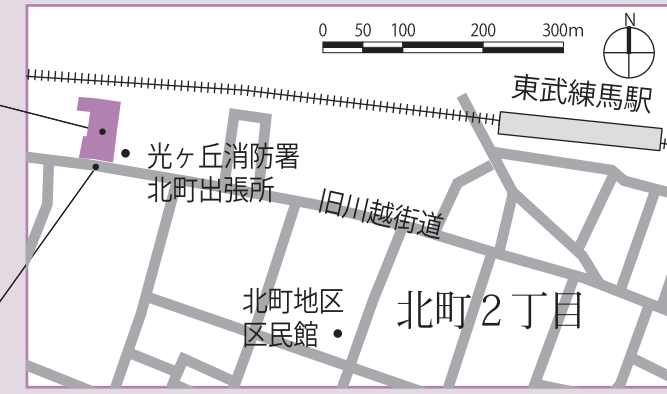 0 50 100 200 300m
N
東武練馬駅
光ヶ丘消防署
北町出張所
旧川越街道
北町地区
区民館
北町2丁目